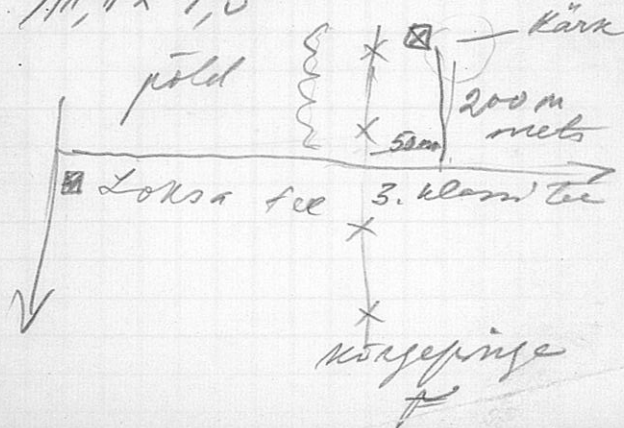 Kärk
põld
200 m
mets
50 m
Loksa tee 3. klassi tee
kõrgepinge